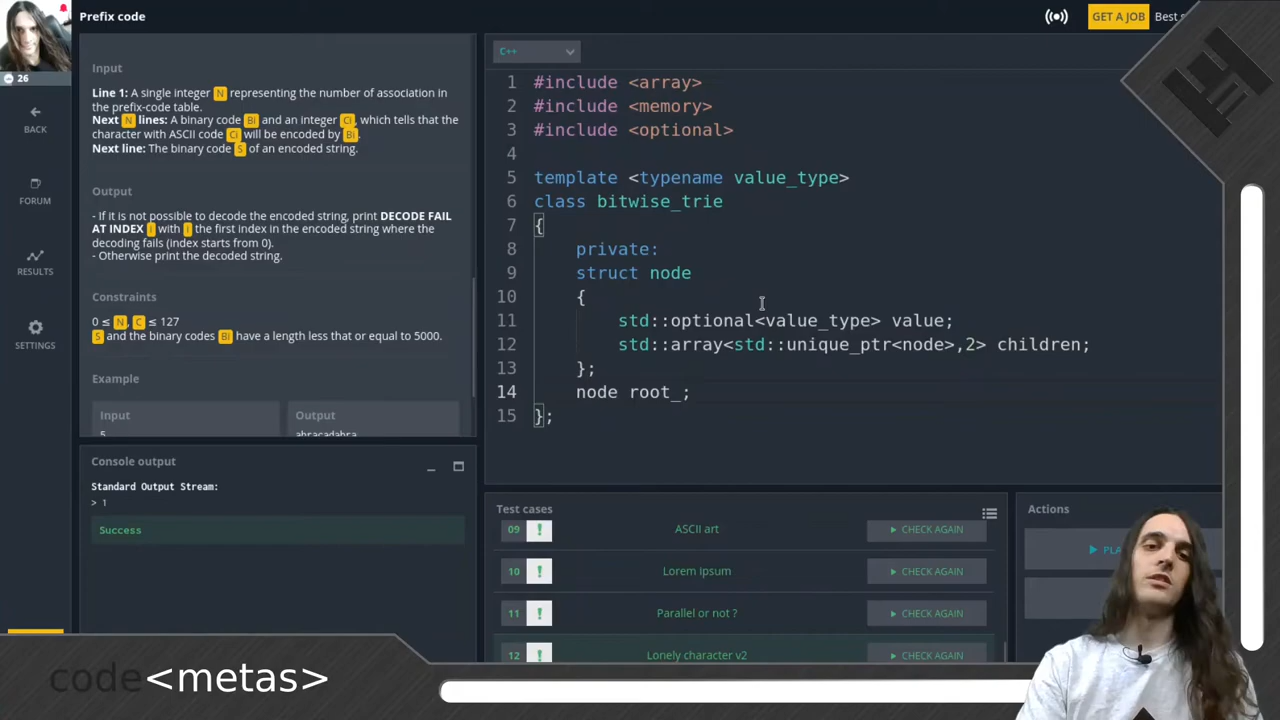 Prefix code
GET A JOB
26
BACK
FORUM
RESULTS
SETTINGS
Input
Line 1: A single integer N representing the number of association in
the prefix-code table.
Next N lines: A binary code Bi and an integer Ci, which tells that the
character with ASCII code Ci will be encoded by Bi.
Next line: The binary code S of an encoded string.
Output
- If it is not possible to decode the encoded string, print DECODE FAIL
AT INDEX i with i the first index in the encoded string where the
decoding fails (index starts from 0).
- Otherwise print the decoded string.
Constraints
0 ≤ N, C ≤ 127
S and the binary codes Bi have a length less that or equal to 5000.
Example
Input
Output
5
abracadabra
Console output
Standard Output Stream:
> 1
Success
C++
1 #include <array>
2 #include <memory>
3 #include <optional>
4
5 template <typename value_type>
6 class bitwise_trie
7 {
8 private:
9 struct node
10 {
11 std::optional<value_type> value;
12 std::array<std::unique_ptr<node>,2> children;
13 };
14 node root_;
15 };
Test cases
09 ! ASCII art CHECK AGAIN
10 ! Lorem Ipsum CHECK AGAIN
11 ! Parallel or not ? CHECK AGAIN
12 ! Lonely character v2 CHECK AGAIN
Actions
code<metas>